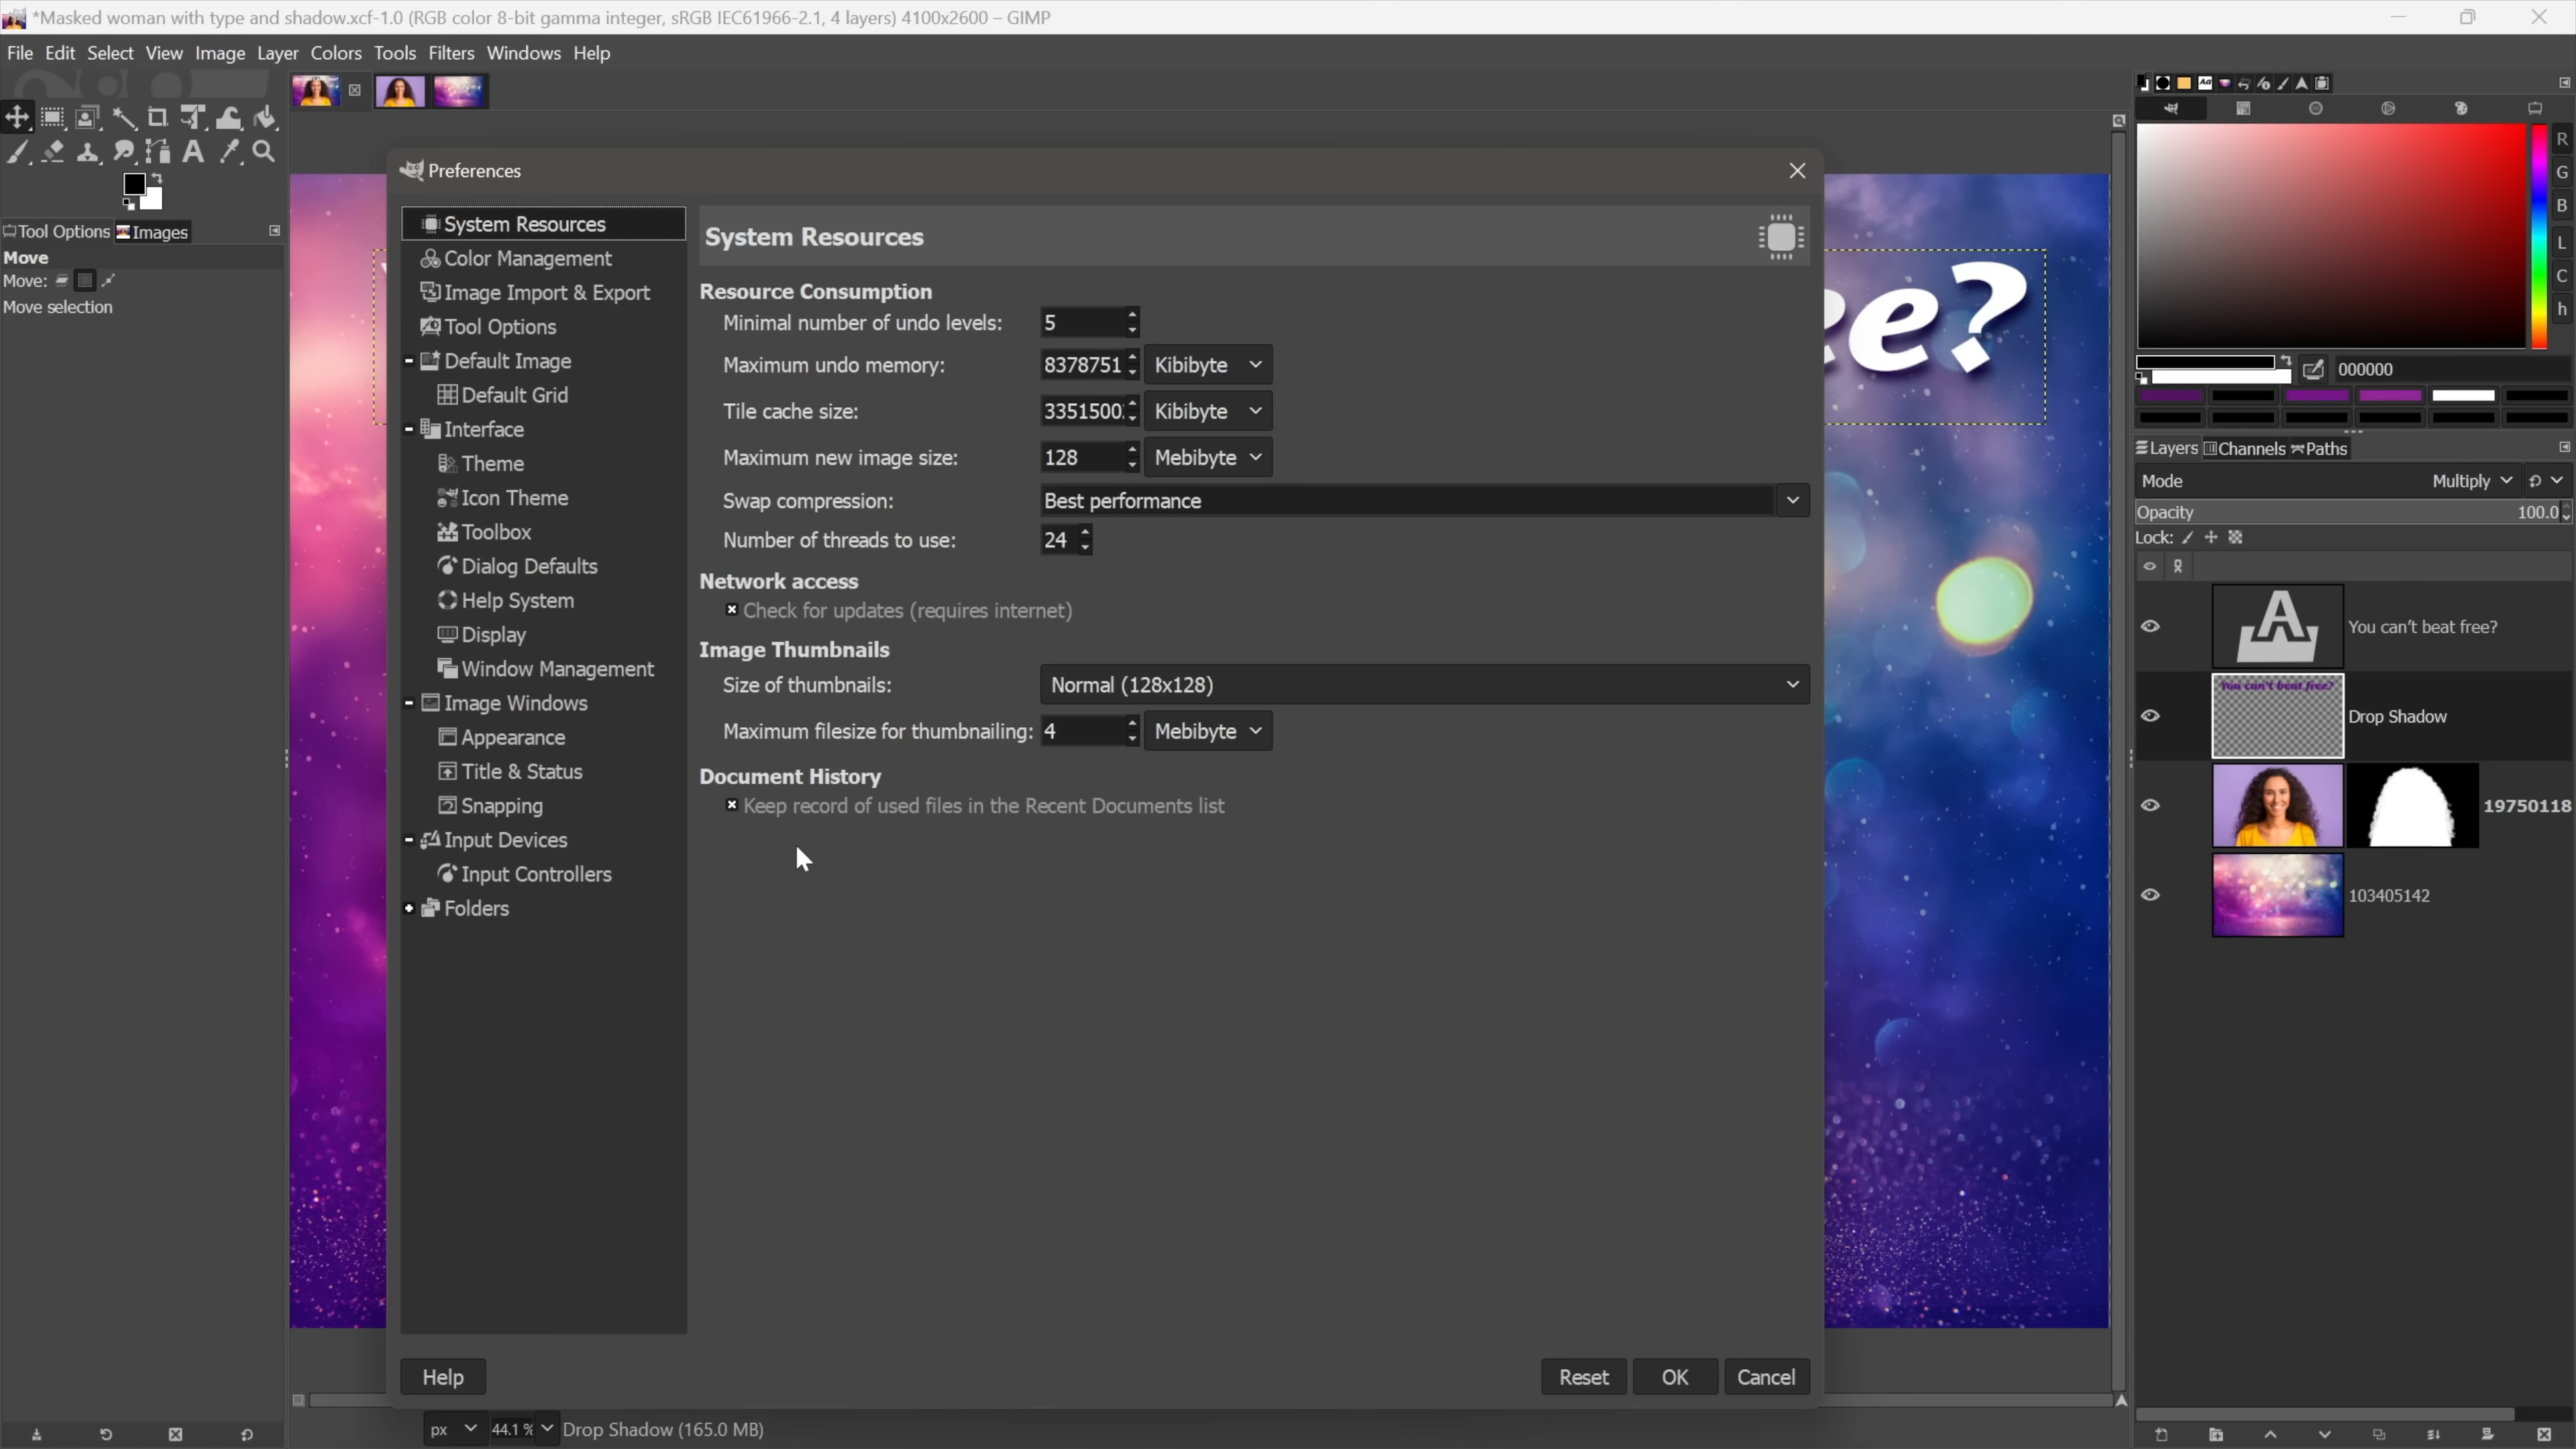 *Masked woman with type and shadow.xcf-1.0 (RGB color 8-bit gamma integer, sRGB IEC61966-2.1, 4 layers) 4100x2600 – GIMP
File Edit Select View Image Layer Colors Tools Filters Windows Help
Tool Options Images
Move
Move:
Move selection
Preferences
System Resources
Color Management
Image Import & Export
Tool Options
Default Image
Default Grid
Interface
Theme
Icon Theme
Toolbox
Dialog Defaults
Help System
Display
Window Management
Image Windows
Appearance
Title & Status
Snapping
Input Devices
Input Controllers
Folders
System Resources
Resource Consumption
Minimal number of undo levels: 5
Maximum undo memory: 8378751 Kibibyte
Tile cache size: 3351500 Kibibyte
Maximum new image size: 128 Mebibyte
Swap compression: Best performance
Number of threads to use: 24
Network access
Check for updates (requires internet)
Image Thumbnails
Size of thumbnails: Normal (128x128)
Maximum filesize for thumbnailing: 4 Mebibyte
Document History
Keep record of used files in the Recent Documents list
Help Reset OK Cancel
ee?
px 44.1 % Drop Shadow (165.0 MB)
R
G
B
L
C
h
000000
Layers Channels Paths
Mode Multiply
Opacity 100.0
Lock:
You can't beat free?
You can't beat free?
Drop Shadow
19750118
103405142